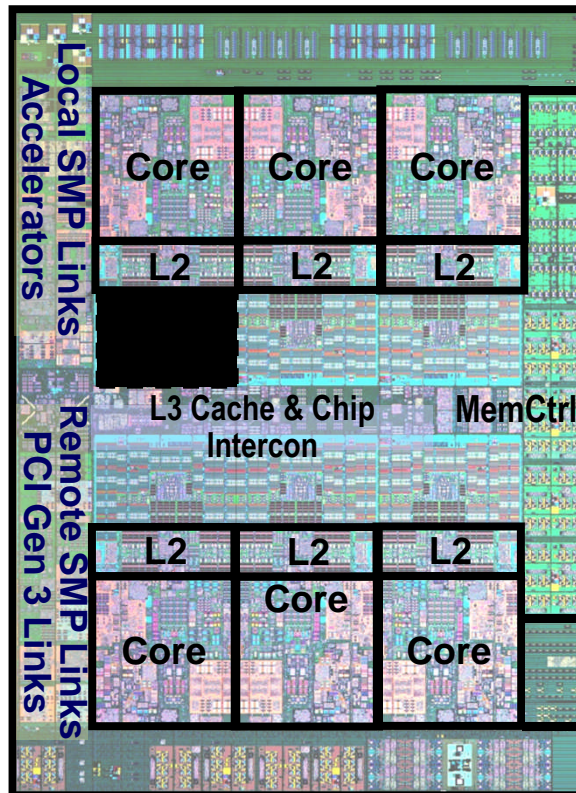 Local SMP Links
Accelerators
Core
Core
Core
L2
L2
L2
L3 Cache & Chip
Intercon
MemCtrl
Remote SMP Links
PCI Gen 3 Links
L2
L2
L2
Core
Core
Core